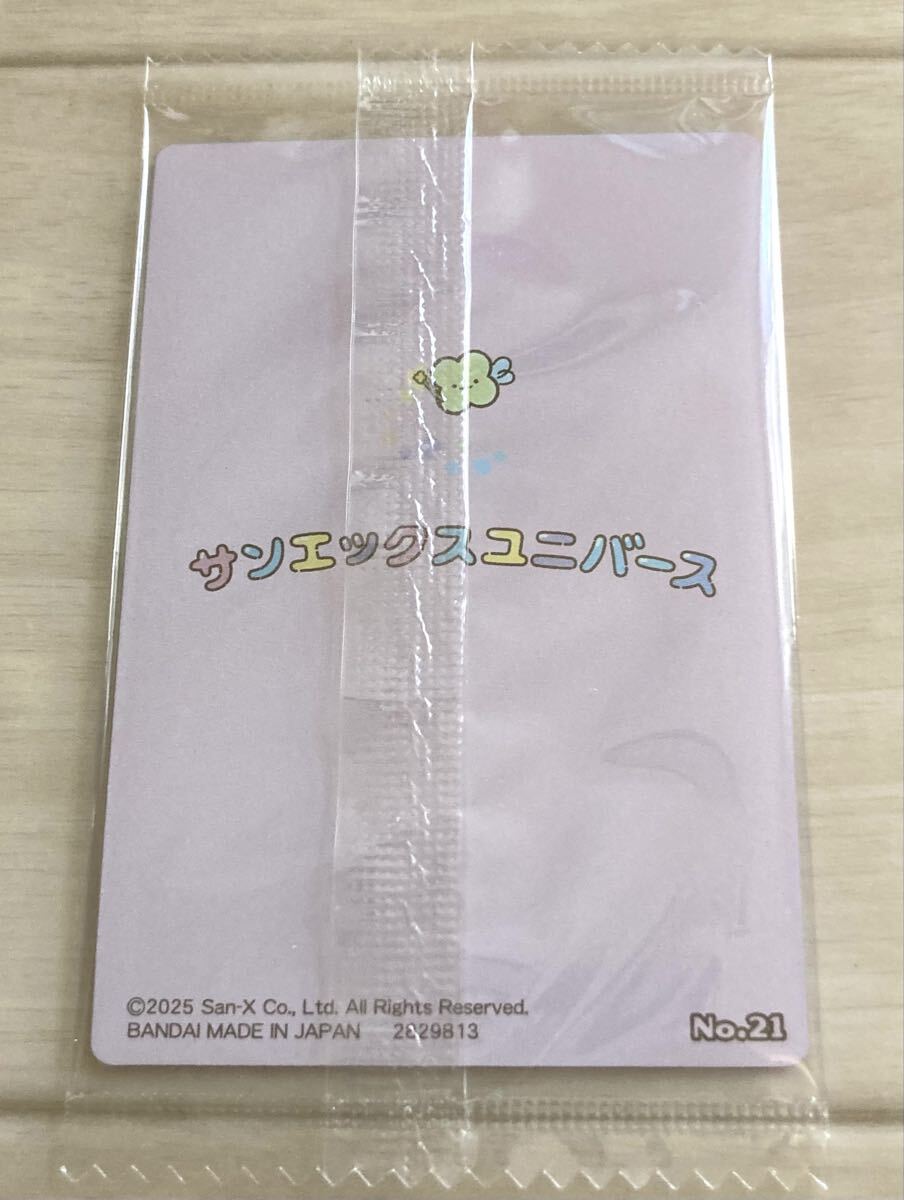 サンエックスユニバース
©2025 San-X Co., Ltd. All Rights Reserved.
BANDAI MADE IN JAPAN 2829813
No.21